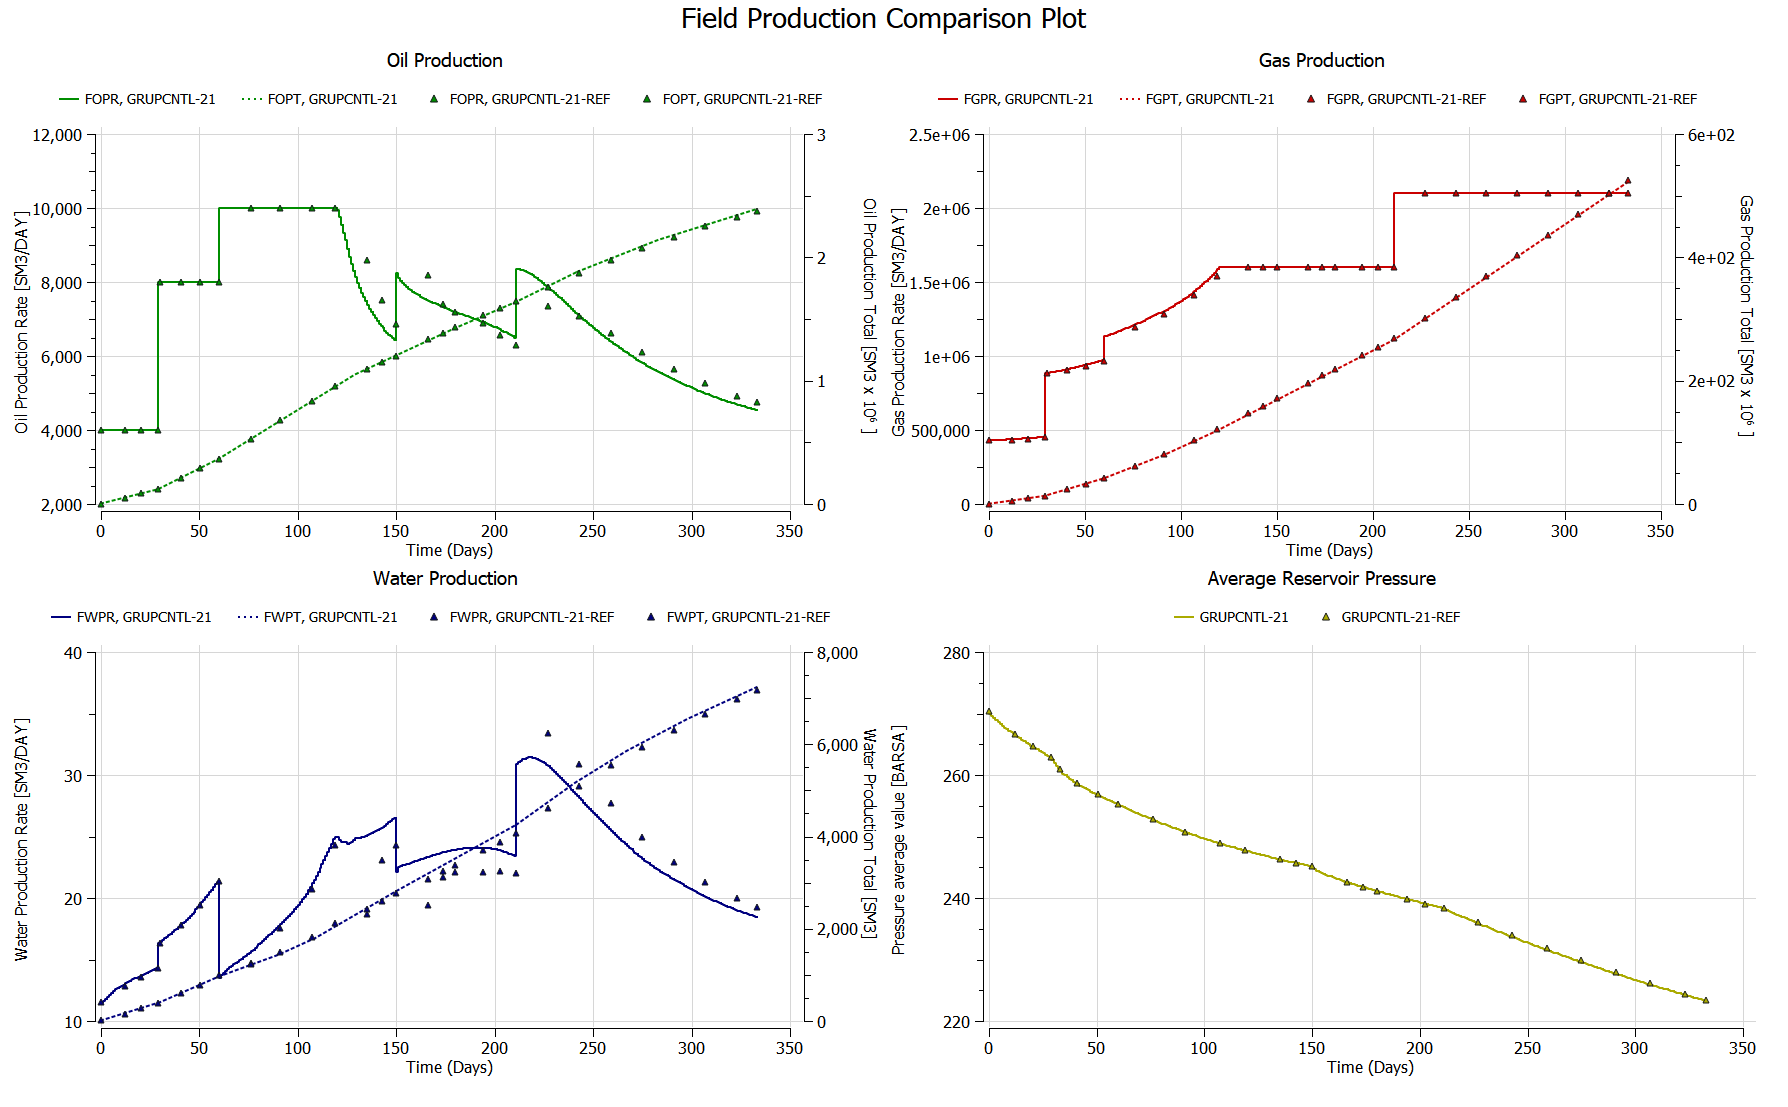 Field Production Comparison Plot
Oil Production
FOPR, GRUPCNTL-21
FOPT, GRUPCNTL-21
FOPR, GRUPCNTL-21-REF
FOPT, GRUPCNTL-21-REF
12,000
10,000
8,000
6,000
4,000
2,000
Oil Production Rate [SM3/DAY]
3
2
1
0
Oil Production Total [SM3 x 10⁶ ]
0 50 100 150 200 250 300 350
Time (Days)
Gas Production
FGPR, GRUPCNTL-21
FGPT, GRUPCNTL-21
FGPR, GRUPCNTL-21-REF
FGPT, GRUPCNTL-21-REF
2.5e+06
2e+06
1.5e+06
1e+06
500,000
0
Gas Production Rate [SM3/DAY]
6e+02
4e+02
2e+02
0
Gas Production Total [SM3 x 10⁶ ]
0 50 100 150 200 250 300 350
Time (Days)
Water Production
FWPR, GRUPCNTL-21
FWPT, GRUPCNTL-21
FWPR, GRUPCNTL-21-REF
FWPT, GRUPCNTL-21-REF
40
30
20
10
Water Production Rate [SM3/DAY]
8,000
6,000
4,000
2,000
0
Water Production Total [SM3]
0 50 100 150 200 250 300 350
Time (Days)
Average Reservoir Pressure
GRUPCNTL-21
GRUPCNTL-21-REF
280
260
240
220
Pressure average value [BARSA]
0 50 100 150 200 250 300 350
Time (Days)